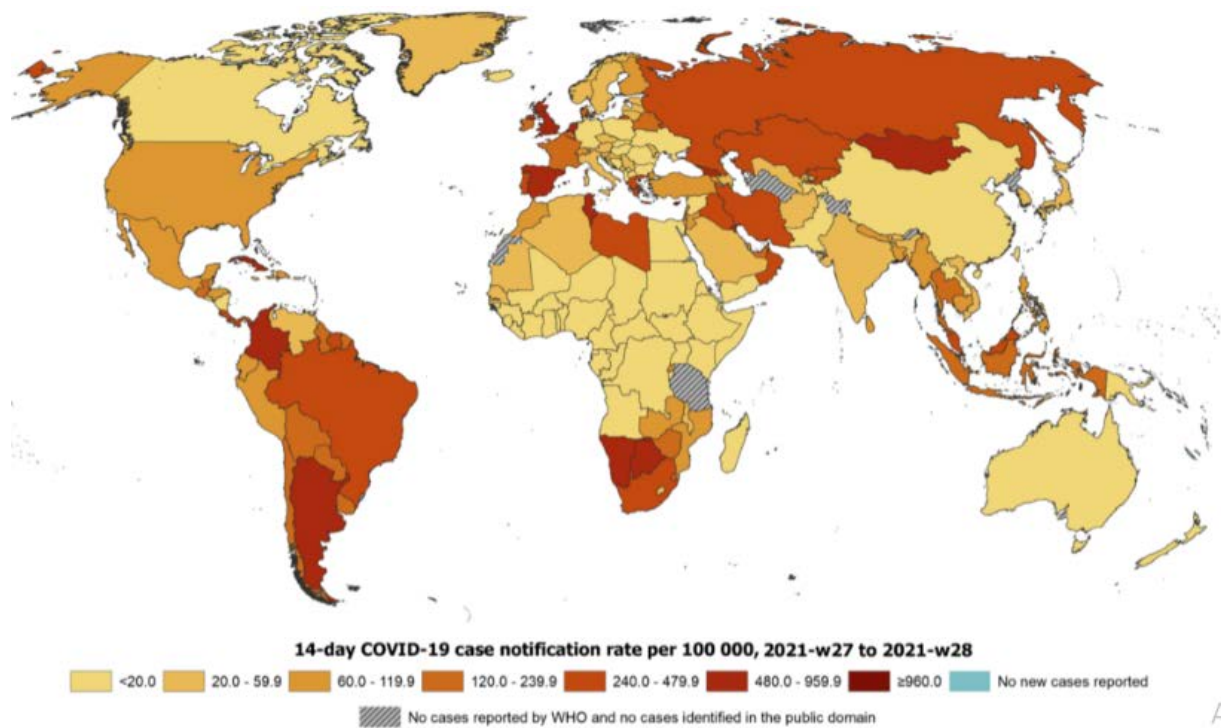 14-day COVID-19 case notification rate per 100 000, 2021-w27 to 2021-w28
<20.0 20.0 - 59.9 60.0 - 119.9 120.0 - 239.9 240.0 - 479.9 480.0 - 959.9 ≥960.0 No new cases reported
No cases reported by WHO and no cases identified in the public domain